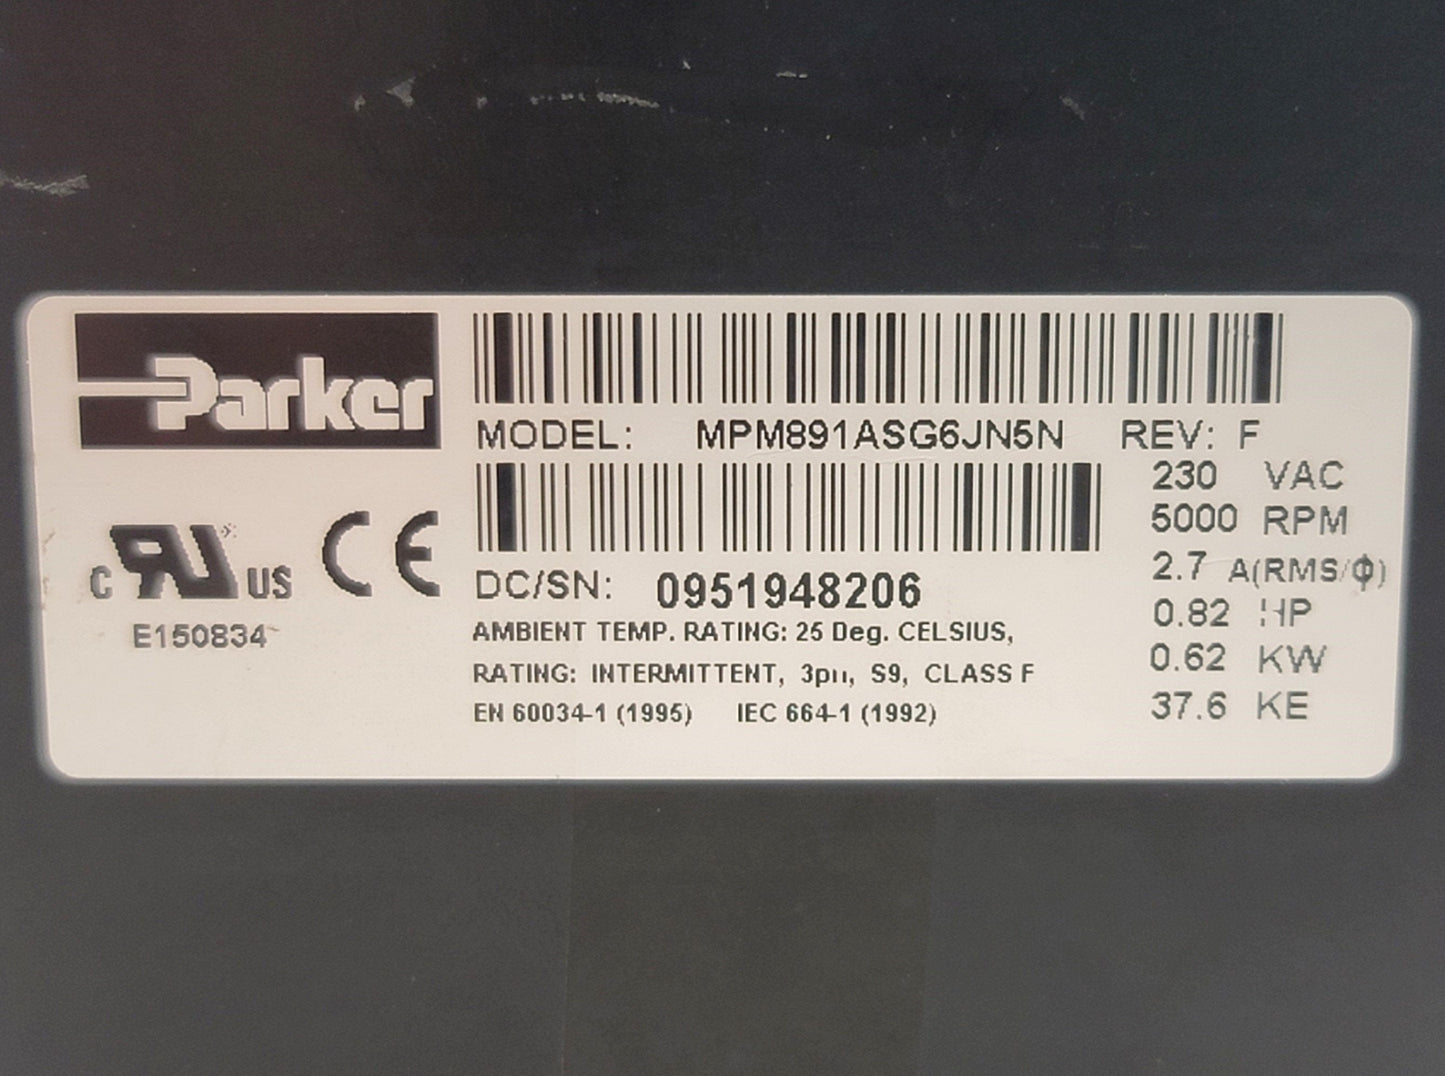 Parker
MODEL: MPM891ASG6JN5N REV: F
230 VAC
5000 RPM
2.7 A(RMS/Φ)
0.82 HP
0.62 KW
37.6 KE
DC/SN: 0951948206
C RU US CE
E150834
AMBIENT TEMP. RATING: 25 Deg. CELSIUS,
RATING: INTERMITTENT, 3pH, S9, CLASS F
EN 60034-1 (1995) IEC 664-1 (1992)